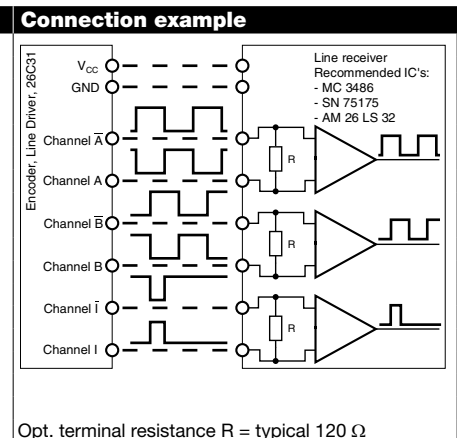 Connection example
Encoder, Line Driver, 26C31
VCC
GND
Channel A̅
Channel A
Channel B̅
Channel B
Channel I̅
Channel I
Line receiver
Recommended IC's:
- MC 3486
- SN 75175
- AM 26 LS 32
R
R
R
Opt. terminal resistance R = typical 120 Ω